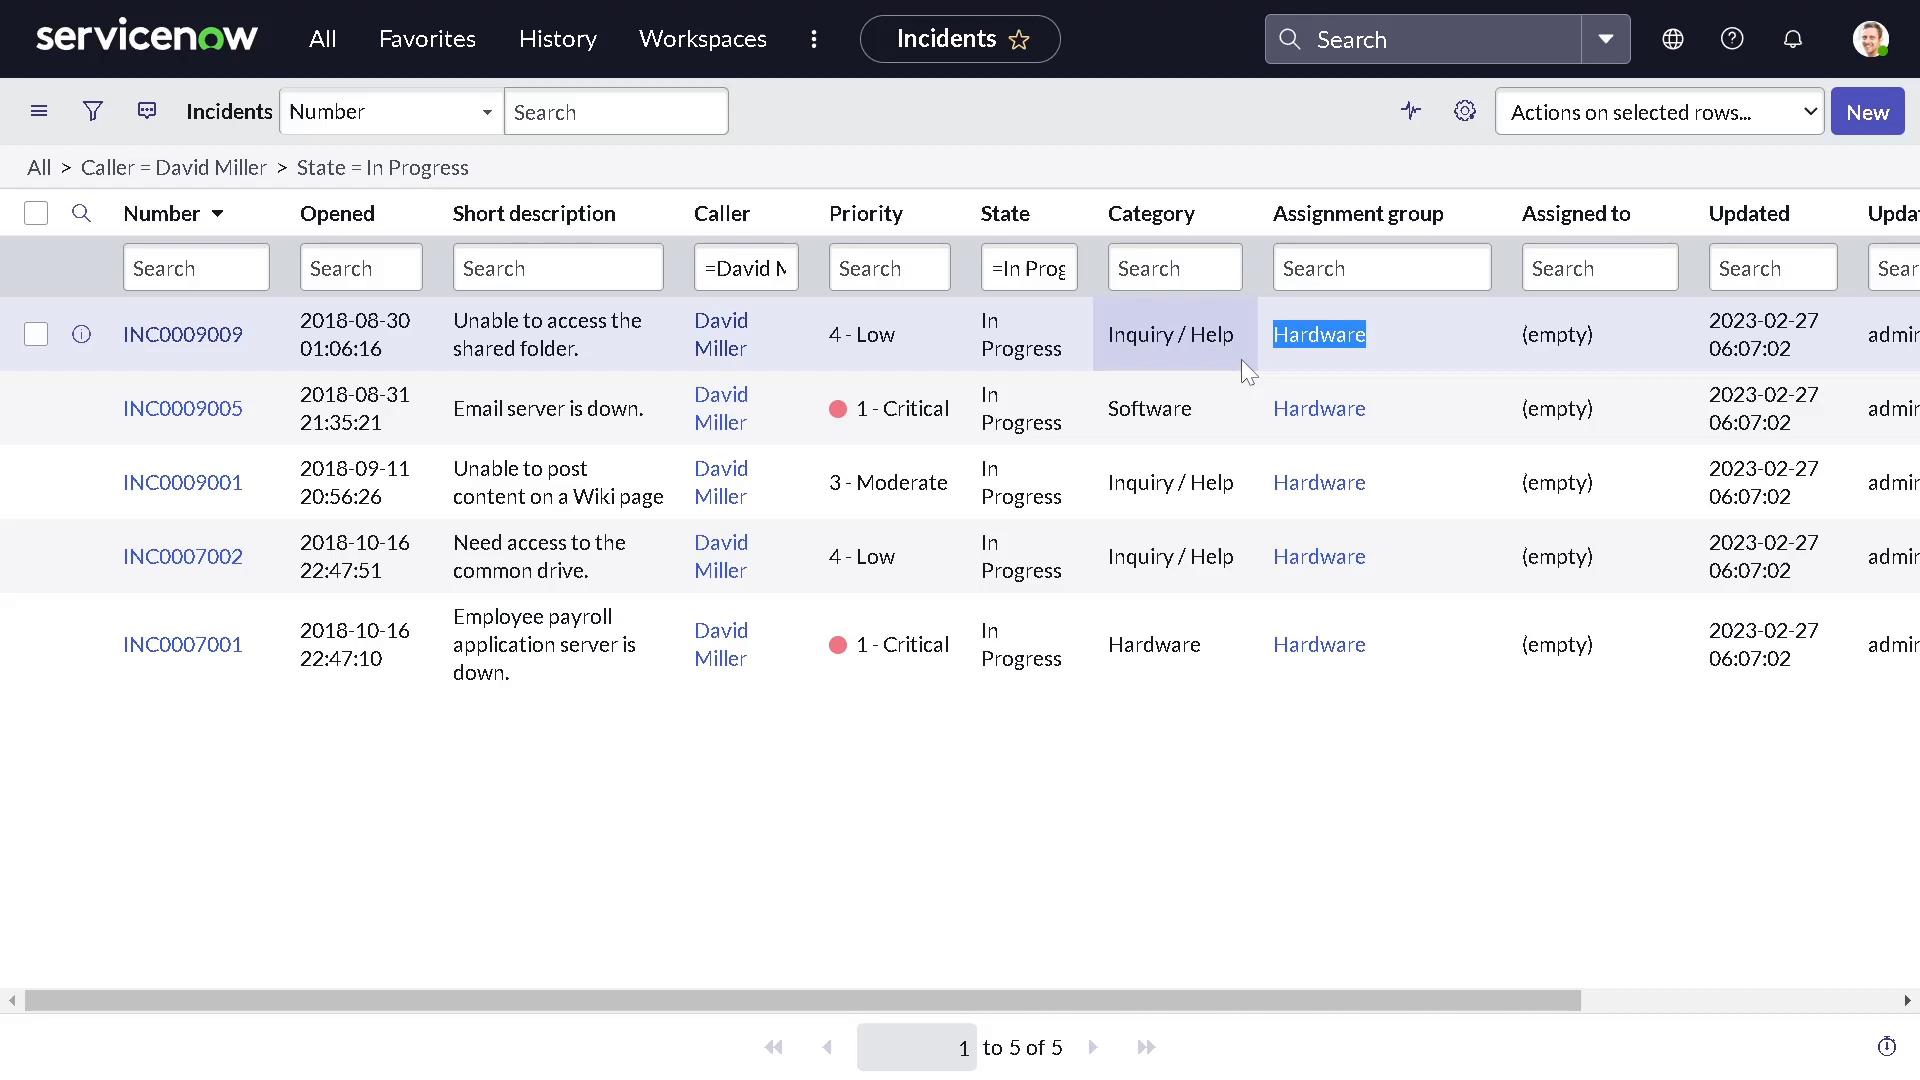 servicenow All Favorites History Workspaces Incidents Search
Incidents Number Search Actions on selected rows... New
All > Caller = David Miller > State = In Progress
Number Opened Short description Caller Priority State Category Assignment group Assigned to Updated
Search Search Search =David M Search =In Prog Search Search Search Search Sear
INC0009009 2018-08-30 01:06:16 Unable to access the shared folder. David Miller 4 - Low In Progress Inquiry / Help Hardware (empty) 2023-02-27 06:07:02 admin
INC0009005 2018-08-31 21:35:21 Email server is down. David Miller 1 - Critical In Progress Software Hardware (empty) 2023-02-27 06:07:02 admin
INC0009001 2018-09-11 20:56:26 Unable to post content on a Wiki page David Miller 3 - Moderate In Progress Inquiry / Help Hardware (empty) 2023-02-27 06:07:02 admin
INC0007002 2018-10-16 22:47:51 Need access to the common drive. David Miller 4 - Low In Progress Inquiry / Help Hardware (empty) 2023-02-27 06:07:02 admin
INC0007001 2018-10-16 22:47:10 Employee payroll application server is down. David Miller 1 - Critical In Progress Hardware Hardware (empty) 2023-02-27 06:07:02 admin
1 to 5 of 5